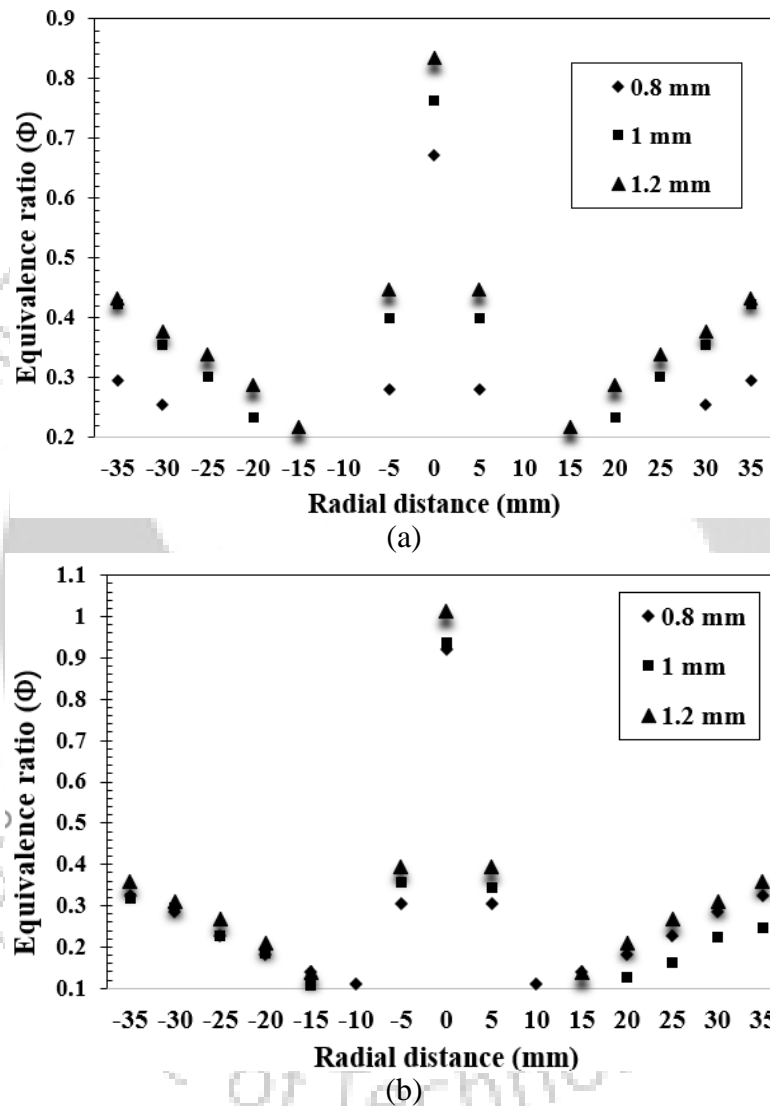 0.9
0.8
0.7
0.6
0.5
0.4
0.3
0.2
Equivalence ratio (Φ)
0.8 mm
1 mm
1.2 mm
-35 -30 -25 -20 -15 -10 -5 0 5 10 15 20 25 30 35
Radial distance (mm)
(a)
1.1
1
0.9
0.8
0.7
0.6
0.5
0.4
0.3
0.2
0.1
Equivalence ratio (Φ)
0.8 mm
1 mm
1.2 mm
-35 -30 -25 -20 -15 -10 -5 0 5 10 15 20 25 30 35
Radial distance (mm)
(b)